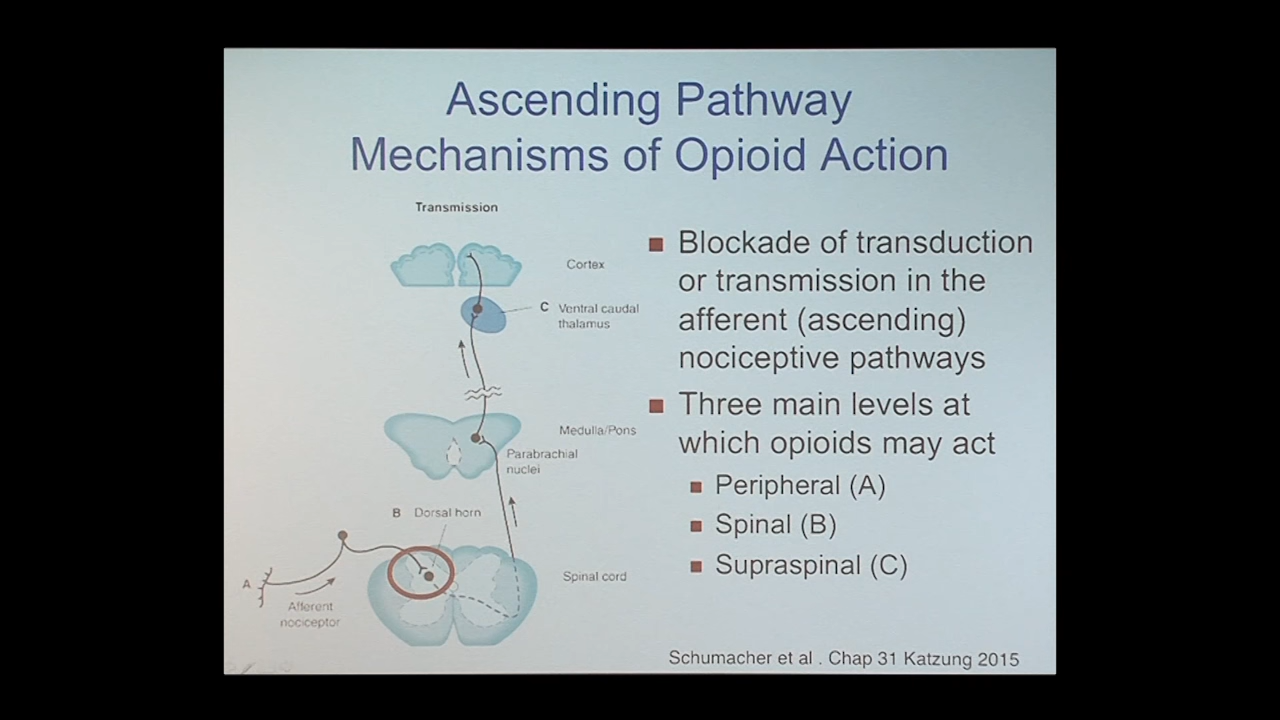 Ascending Pathway
Mechanisms of Opioid Action
Transmission
Cortex
C Ventral caudal
thalamus
Medulla/Pons
Parabrachial
nuclei
B Dorsal horn
Spinal cord
A
Afferent
nociceptor
■ Blockade of transduction
or transmission in the
afferent (ascending)
nociceptive pathways
■ Three main levels at
which opioids may act
■ Peripheral (A)
■ Spinal (B)
■ Supraspinal (C)
Schumacher et al . Chap 31 Katzung 2015